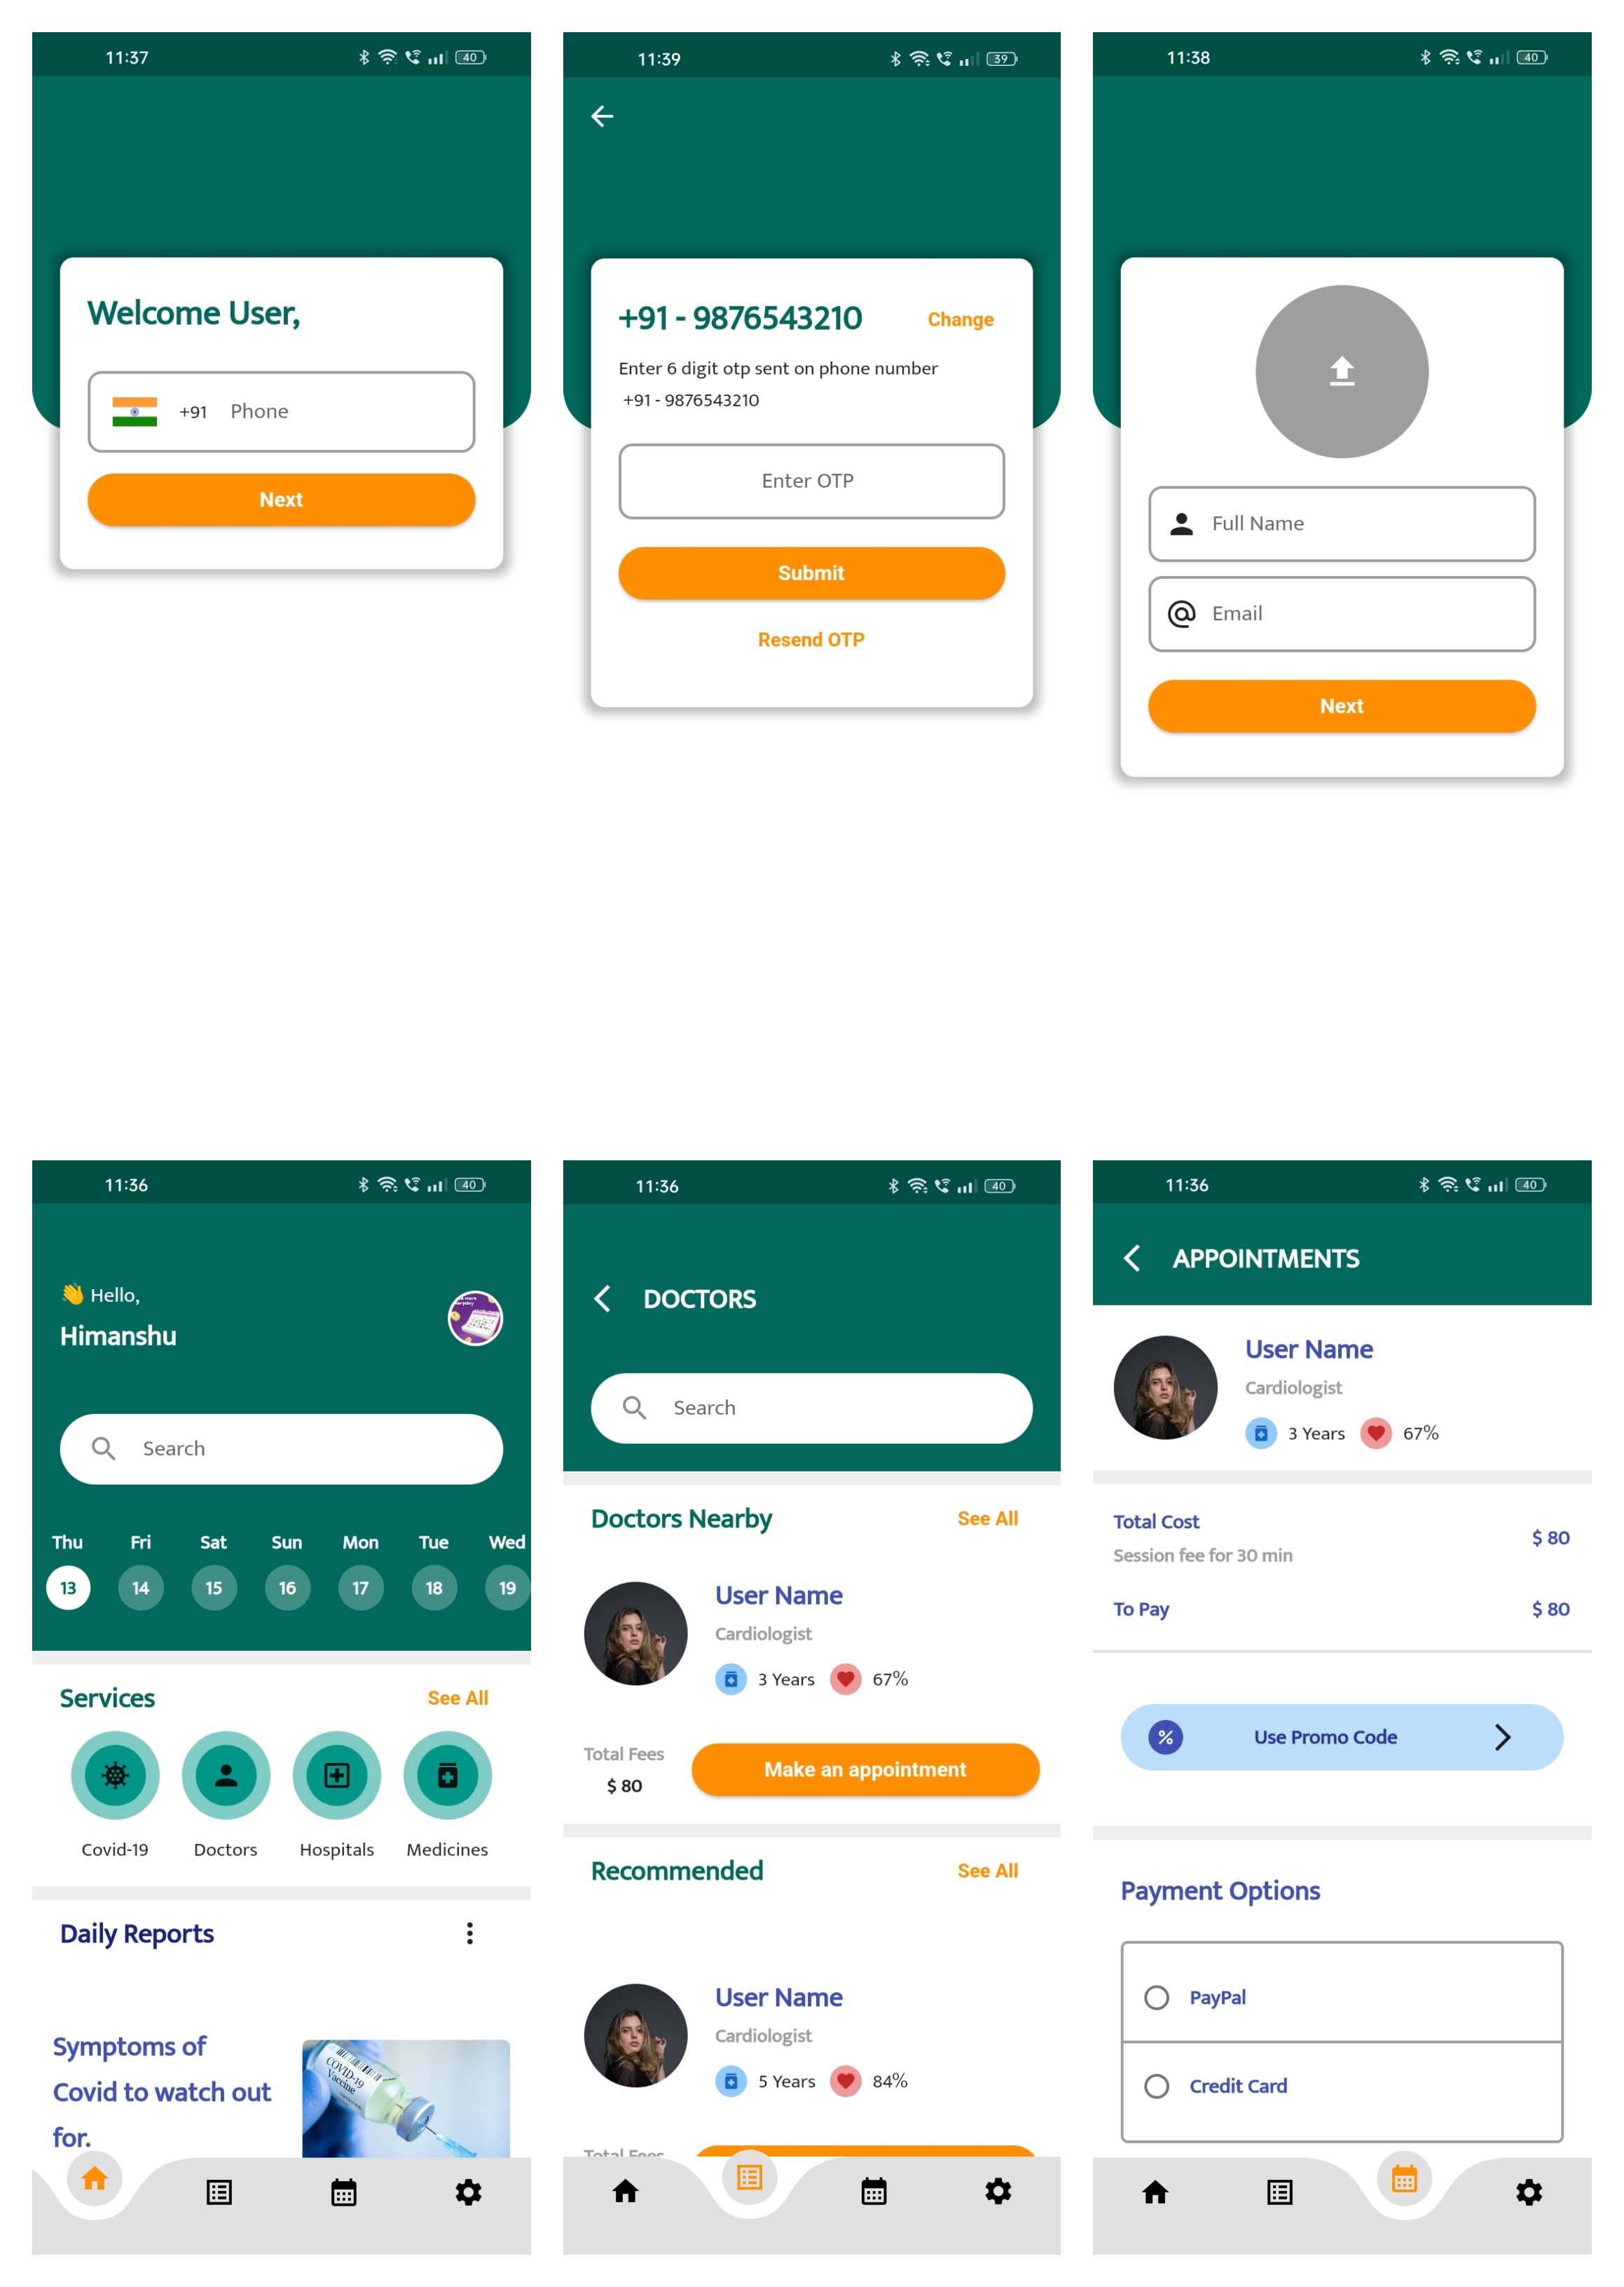 11:37
40
Welcome User,
+91 Phone
Next
11:39
39
+91 - 9876543210 Change
Enter 6 digit otp sent on phone number
+91 - 9876543210
Enter OTP
Submit
Resend OTP
11:38
40
Full Name
Email
Next
11:36
40
👋 Hello,
Himanshu
Search
Thu Fri Sat Sun Mon Tue Wed
13 14 15 16 17 18 19
Services See All
Covid-19 Doctors Hospitals Medicines
Daily Reports
Symptoms of
Covid to watch out
for.
COVID-19
Vaccine
11:36
40
DOCTORS
Search
Doctors Nearby See All
User Name
Cardiologist
3 Years 67%
Total Fees
$ 80
Make an appointment
Recommended See All
User Name
Cardiologist
5 Years 84%
Total Fees
11:36
40
APPOINTMENTS
User Name
Cardiologist
3 Years 67%
Total Cost
$ 80
Session fee for 30 min
To Pay $ 80
% Use Promo Code
Payment Options
PayPal
Credit Card